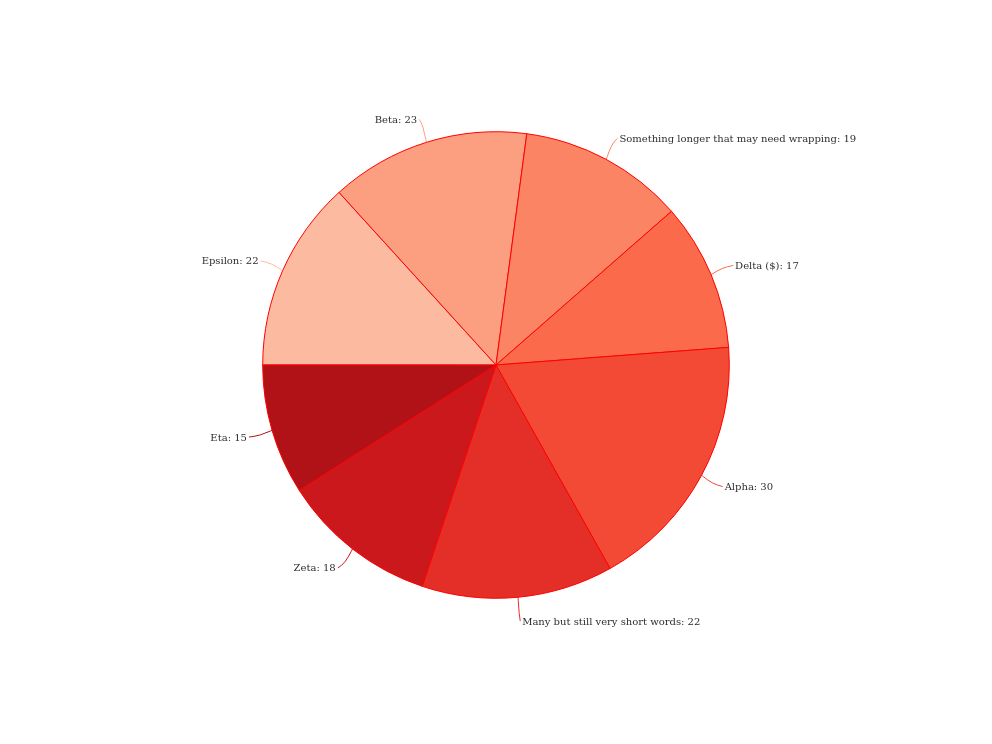 Beta: 23
Something longer that may need wrapping: 19
Epsilon: 22
Delta ($): 17
Eta: 15
Alpha: 30
Zeta: 18
Many but still very short words: 22